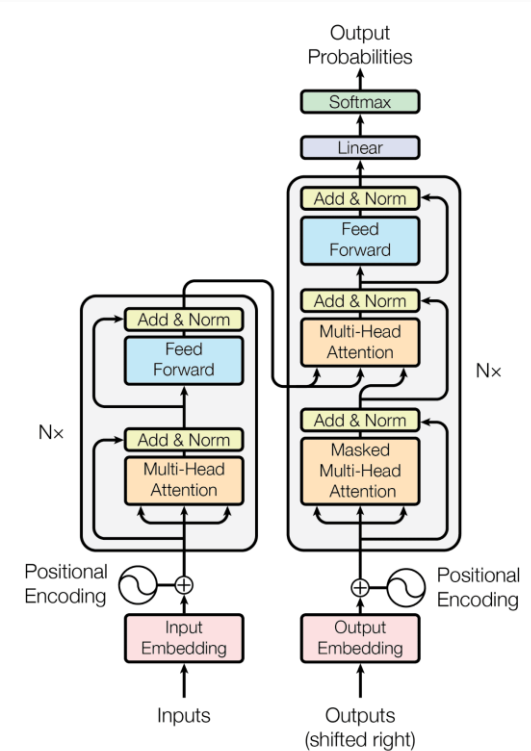 Output
Probabilities
Softmax
Linear
Add & Norm
Feed
Forward
Add & Norm
Multi-Head
Attention
Add & Norm
Masked
Multi-Head
Attention
N×
Positional
Encoding
Output
Embedding
Outputs
(shifted right)
Add & Norm
Feed
Forward
Add & Norm
Multi-Head
Attention
N×
Positional
Encoding
Input
Embedding
Inputs